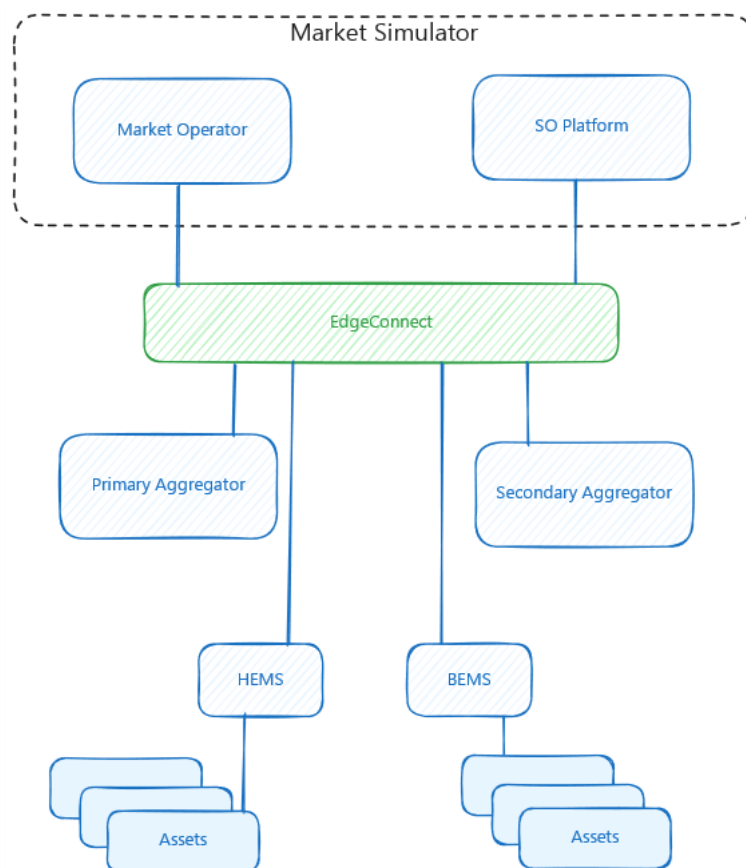 Market Simulator
Market Operator
SO Platform
EdgeConnect
Primary Aggregator
Secondary Aggregator
HEMS
BEMS
Assets
Assets